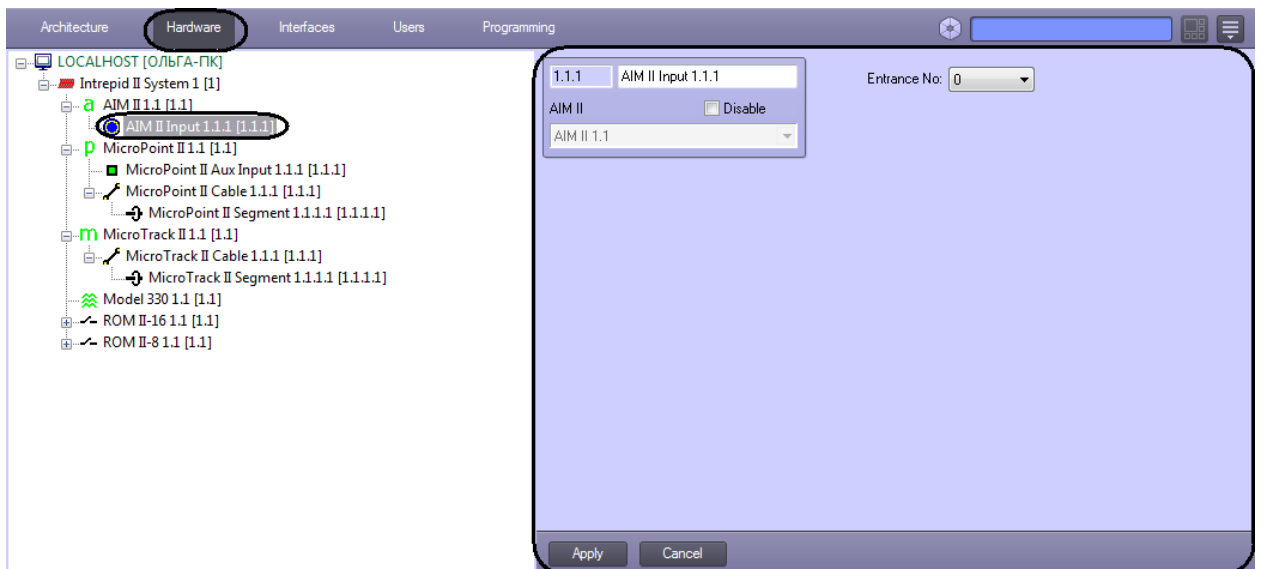 Architecture Hardware Interfaces Users Programming
LOCALHOST [ОЛЬГА-ПК]
Intrepid II System 1 [1]
a AIM II 1.1 [1.1]
AIM II Input 1.1.1 [1.1.1]
p MicroPoint II 1.1 [1.1]
MicroPoint II Aux Input 1.1.1 [1.1.1]
MicroPoint II Cable 1.1.1 [1.1.1]
MicroPoint II Segment 1.1.1.1 [1.1.1.1]
m MicroTrack II 1.1 [1.1]
MicroTrack II Cable 1.1.1 [1.1.1]
MicroTrack II Segment 1.1.1.1 [1.1.1.1]
Model 330 1.1 [1.1]
ROM II-16 1.1 [1.1]
ROM II-8 1.1 [1.1]
1.1.1 AIM II Input 1.1.1
AIM II Disable
AIM II 1.1
Entrance No: 0
Apply Cancel